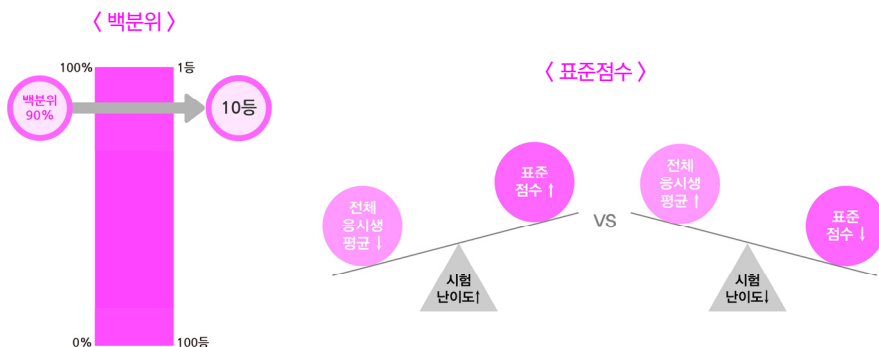 〈 백분위 〉
100%
1등
백분위
90%
10등
0%
100등
〈 표준점수 〉
전체
응시생
평균 ↓
표준
점수 ↑
시험
난이도↑
VS
전체
응시생
평균 ↑
표준
점수 ↓
시험
난이도↓